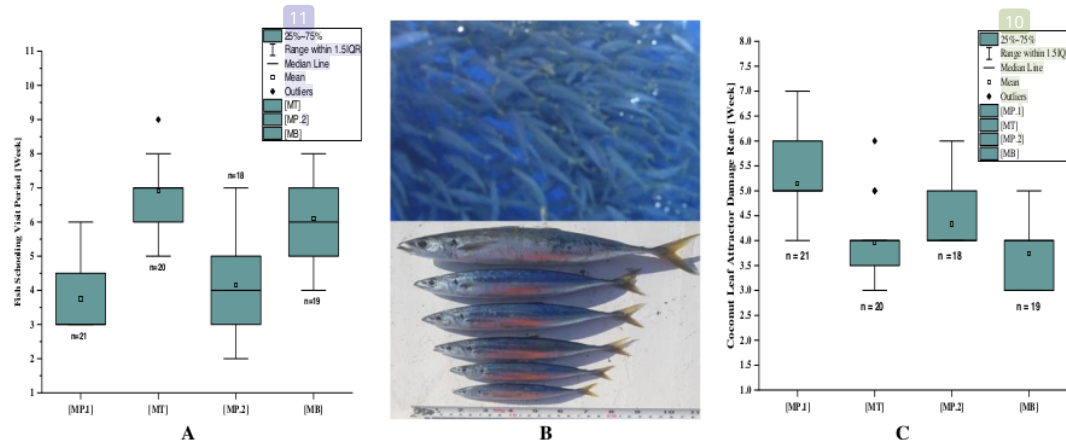 11
11
10
9
8
7
6
5
4
3
2
1
Fish Schooling Visit Period [Week]
25%~75%
Range within 1.5IQR
Median Line
Mean
Outliers
[MT]
[MP.2]
[MB]
n=21
n=20
n=18
n=19
[MP.1]
[MT]
[MP.2]
[MB]
A
B
10
8.0
7.5
7.0
6.5
6.0
5.5
5.0
4.5
4.0
3.5
3.0
2.5
2.0
1.5
1.0
Coconut Leaf Attractor Damage Rate [Week]
25%~75%
Range within 1.5IQ
Median Line
Mean
Outliers
[MP.1]
[MT]
[MP.2]
[MB]
n = 21
n = 20
n = 18
n = 19
[MP.1]
[MT]
[MP.2]
[MB]
C